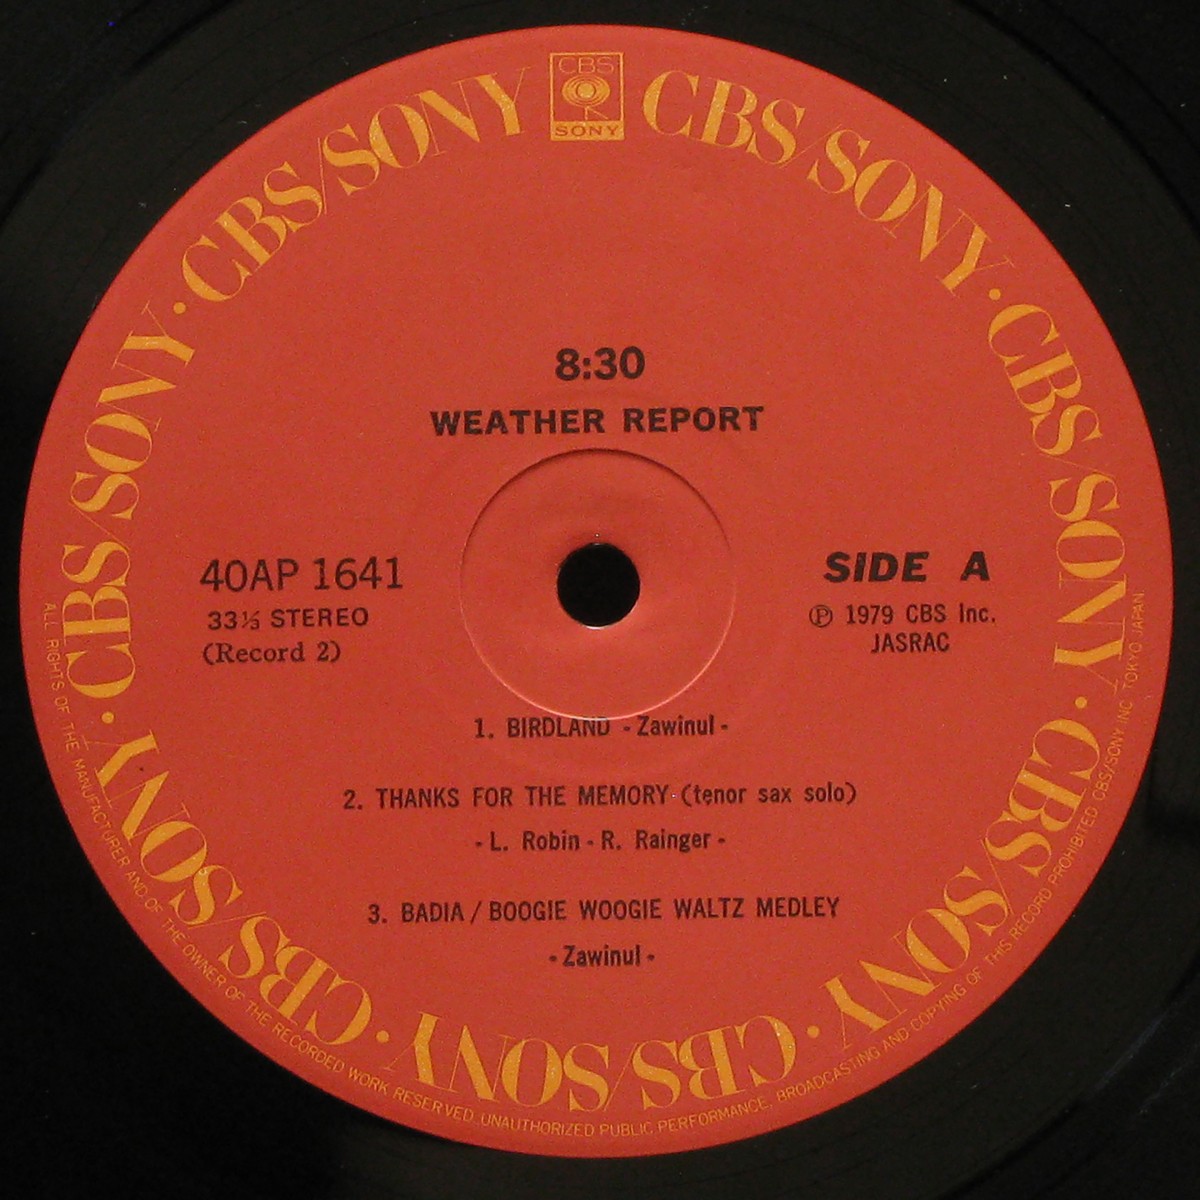 CBS
SONY
CBS/SONY · CBS/SONY · CBS/SONY · CBS/SONY · CBS/SONY · CBS/SONY · CBS/SONY · CBS/SONY
8:30
WEATHER REPORT
40AP 1641
33⅓ STEREO
(Record 2)
SIDE A
Ⓟ 1979 CBS Inc.
JASRAC
1. BIRDLAND - Zawinul -
2. THANKS FOR THE MEMORY (tenor sax solo)
- L. Robin - R. Rainger -
3. BADIA / BOOGIE WOOGIE WALTZ MEDLEY
- Zawinul -
ALL RIGHTS OF THE MANUFACTURER AND OF THE OWNER OF THE RECORDED WORK RESERVED. UNAUTHORIZED PUBLIC PERFORMANCE, BROADCASTING AND COPYING OF THIS RECORD PROHIBITED CBS/SONY INC TOKYO JAPAN